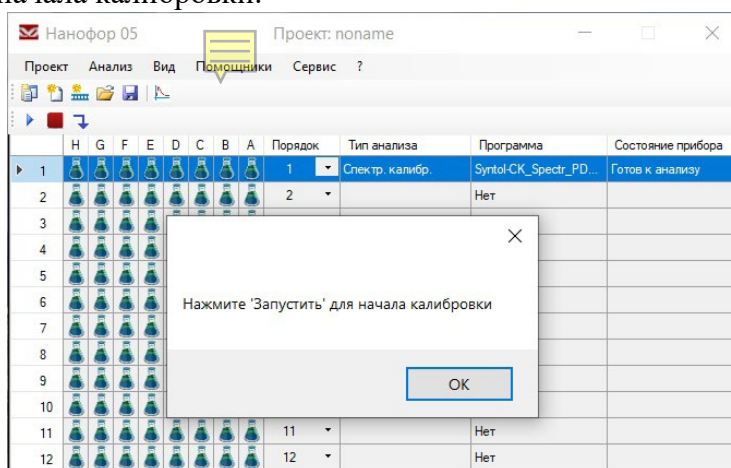 начала калибровки.
Нанофор 05 Проект: noname
Проект Анализ Вид Помощники Сервис ?
H G F E D C B A Порядок Тип анализа Программа Состояние прибора
1 1 Спектр. калибр. Syntol-CK_Spectr_PD... Готов к анализу
2 2 Нет
3
4
5
6
7
8
9
10
11 11 Нет
12 12 Нет
Нажмите 'Запустить' для начала калибровки
OK